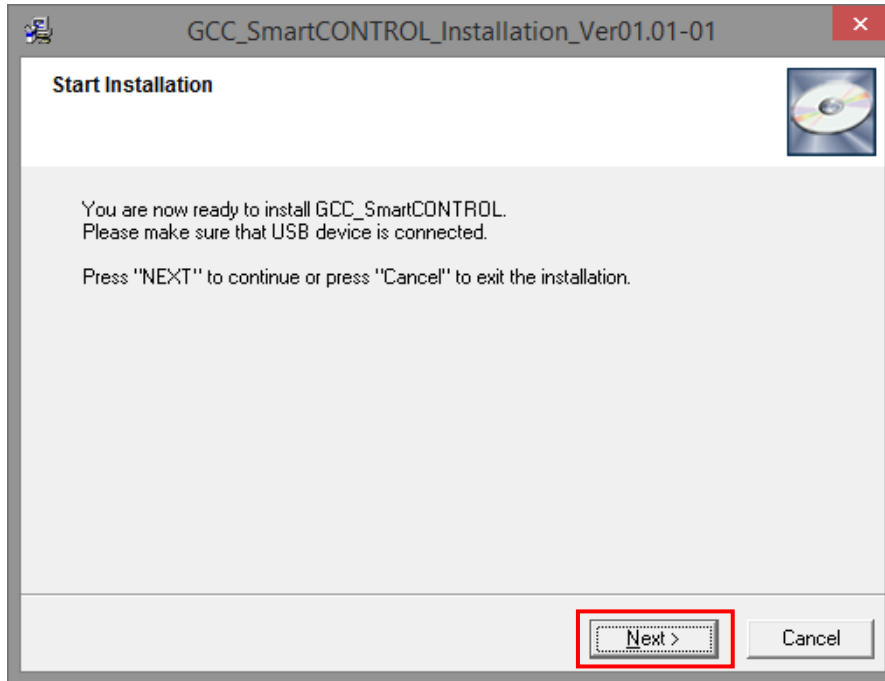 GCC_SmartCONTROL_Installation_Ver01.01-01
Start Installation
You are now ready to install GCC_SmartCONTROL.
Please make sure that USB device is connected.
Press "NEXT" to continue or press "Cancel" to exit the installation.
Next >
Cancel